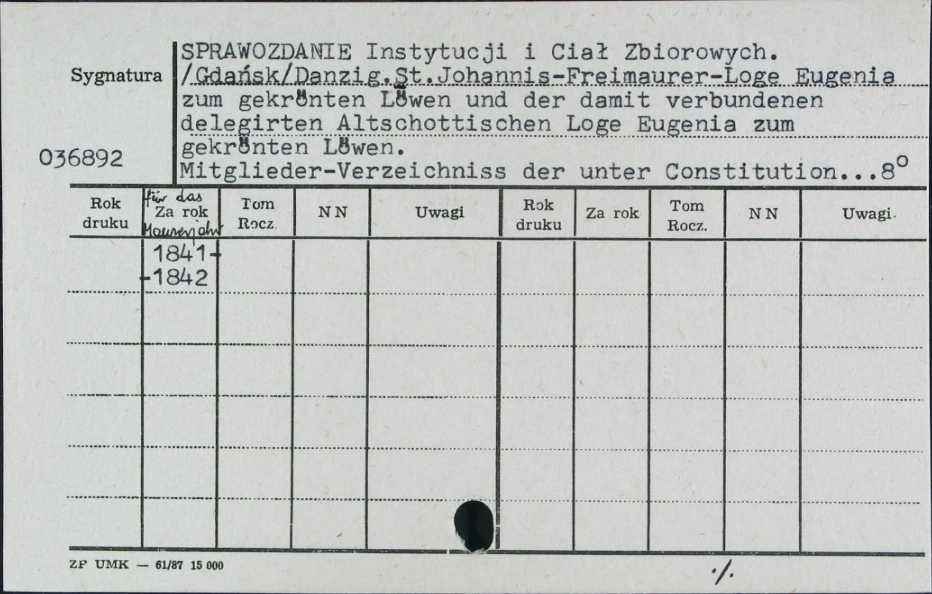 SPRAWOZDANIE Instytucji i Ciał Zbiorowych.
Sygnatura /Gdańsk/Danzig.St.Johannis-Freimaurer-Loge Eugenia
zum gekrönten Löwen und der damit verbundenen
delegirten Altschottischen Loge Eugenia zum
gekrönten Löwen.
036892
Mitglieder-Verzeichniss der unter Constitution...8°
für das
Rok druku Za rok Tom Rocz. NN Uwagi Rok druku Za rok Tom Rocz. NN Uwagi
Maurerjahr
1841-
-1842
ZP UMK — 61/87 15 000
./.